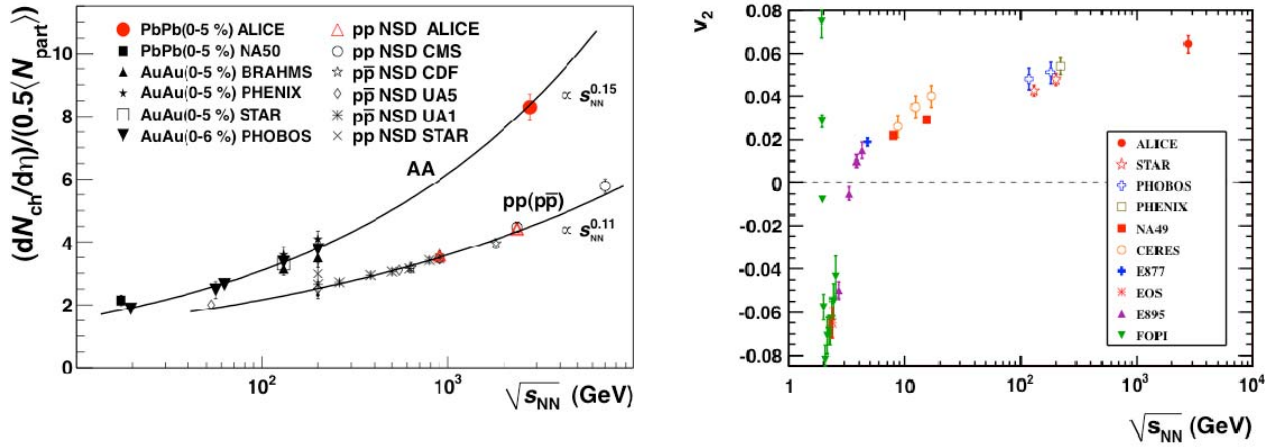 (dN_ch/dη)/(0.5⟨N_part⟩)
10
8
6
4
2
0
PbPb(0-5 %) ALICE
PbPb(0-5 %) NA50
AuAu(0-5 %) BRAHMS
AuAu(0-5 %) PHENIX
AuAu(0-5 %) STAR
AuAu(0-6 %) PHOBOS
pp NSD ALICE
pp NSD CMS
pp̅ NSD CDF
pp̅ NSD UA5
pp̅ NSD UA1
pp NSD STAR
∝ s_NN^0.15
AA
pp(pp̅)
∝ s_NN^0.11
10^2
10^3
√s_NN (GeV)
v_2
0.08
0.06
0.04
0.02
0
-0.02
-0.04
-0.06
-0.08
ALICE
STAR
PHOBOS
PHENIX
NA49
CERES
E877
EOS
E895
FOPI
1
10
10^2
10^3
10^4
√s_NN (GeV)